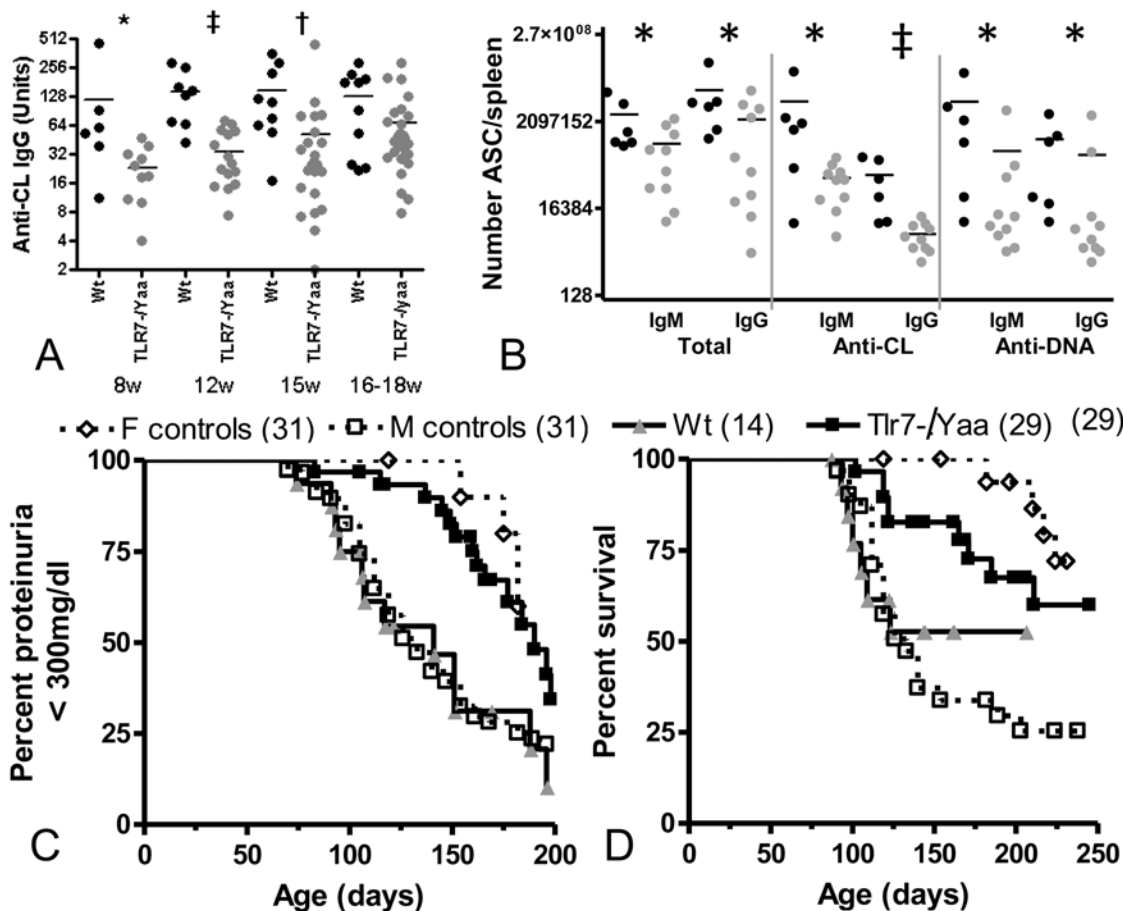 * ‡ †
Anti-CL IgG (Units)
512
256
128
64
32
16
8
4
2
Wt
TLR7-/Yaa
Wt
TLR7-/Yaa
Wt
TLR7-/Yaa
Wt
TLR7-/yaa
8w 12w 15w 16-18w
A
* * * ‡ * *
Number ASC/spleen
2.7×10⁰⁸
2097152
16384
128
IgM IgG IgM IgG IgM IgG
Total Anti-CL Anti-DNA
B
F controls (31) M controls (31) Wt (14) Tlr7-/Yaa (29) (29)
Percent proteinuria
< 300mg/dl
100
75
50
25
0
0 50 100 150 200
Age (days)
C
Percent survival
100
75
50
25
0
0 50 100 150 200 250
Age (days)
D